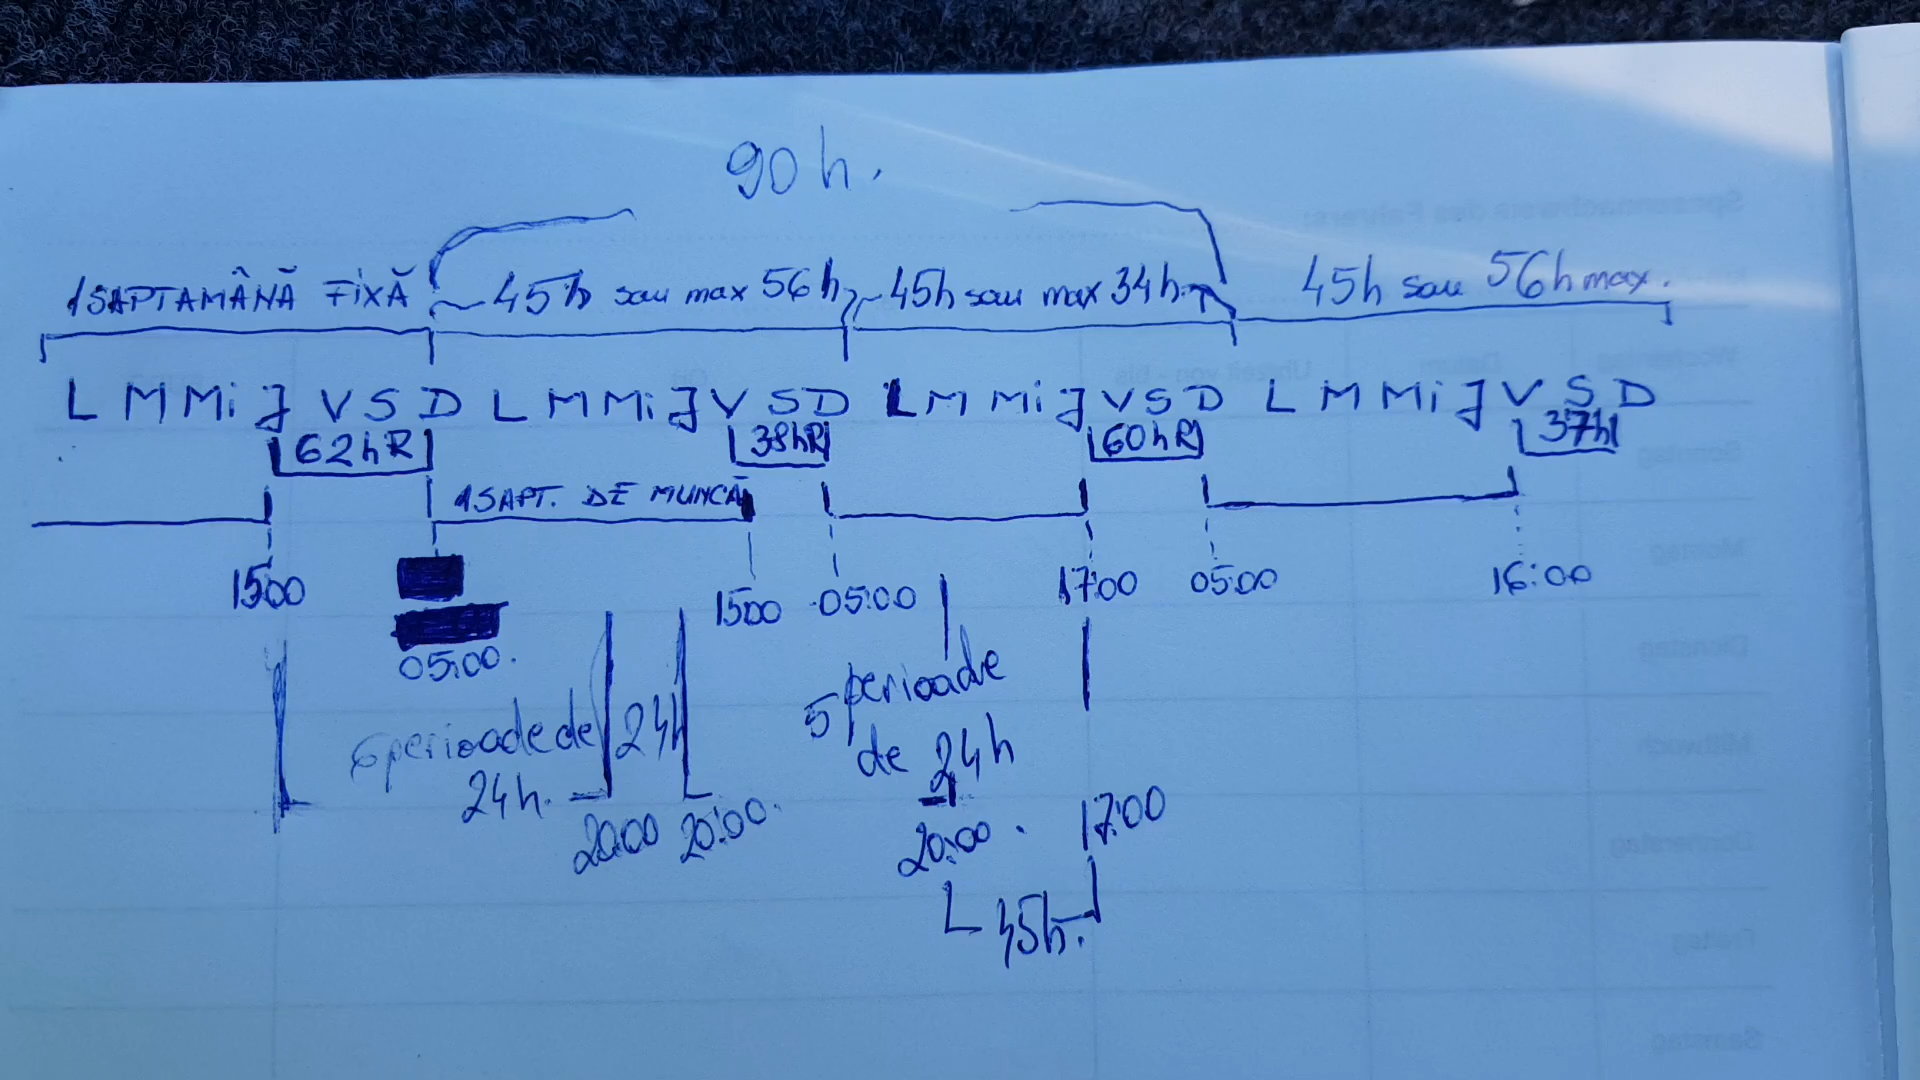 90h.
1SAPTAMÂNĂ FIXĂ 45h sau max 56h 45h sau max 34h. 45h sau 56h max.
L M Mi J V S D L M Mi J V S D L M Mi J V S D L M Mi J V S D
62hR 38hR 60hR 37h
1SAPT. DE MUNCĂ
15:00 15:00 05:00 17:00 05:00 16:00
05:00.
6 perioade de 24h. 24h
20:00 20:00.
5 perioade
de 24h
20:00. 17:00
45h.